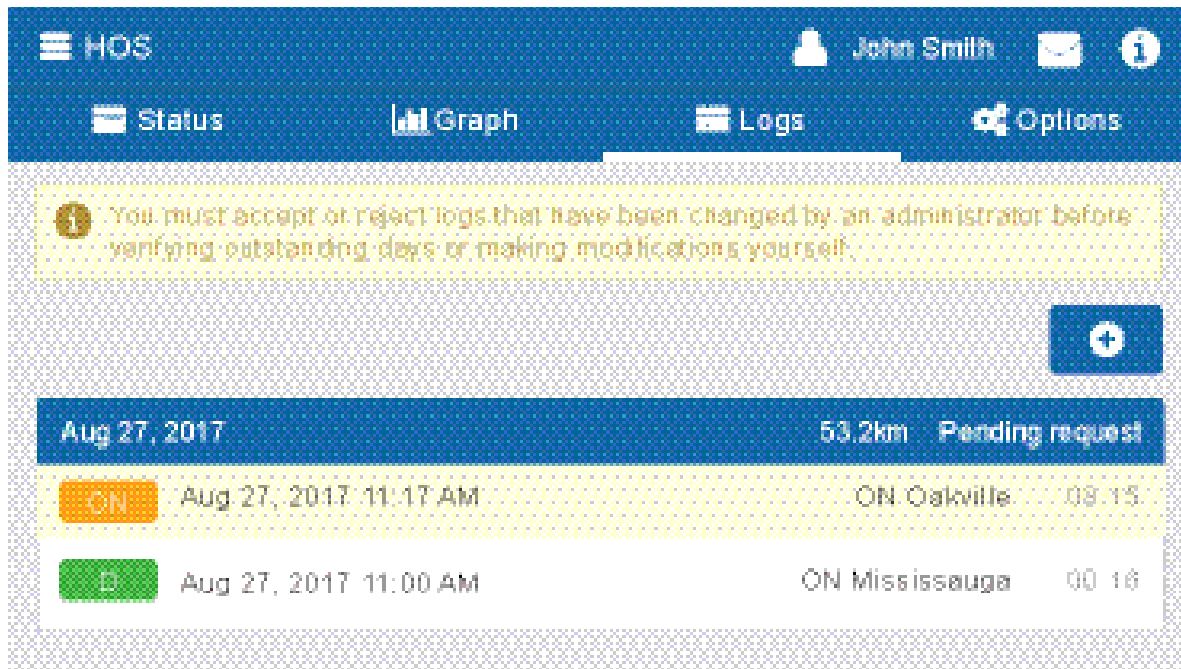 HOS John Smith
Status Graph Logs Options
You must accept or reject logs that have been changed by an administrator before
verifying outstanding days or making modifications yourself.
Aug 27, 2017 53.2km Pending request
ON Aug 27, 2017 11:17 AM ON Oakville
D Aug 27, 2017 11:00 AM ON Mississauga 00:16